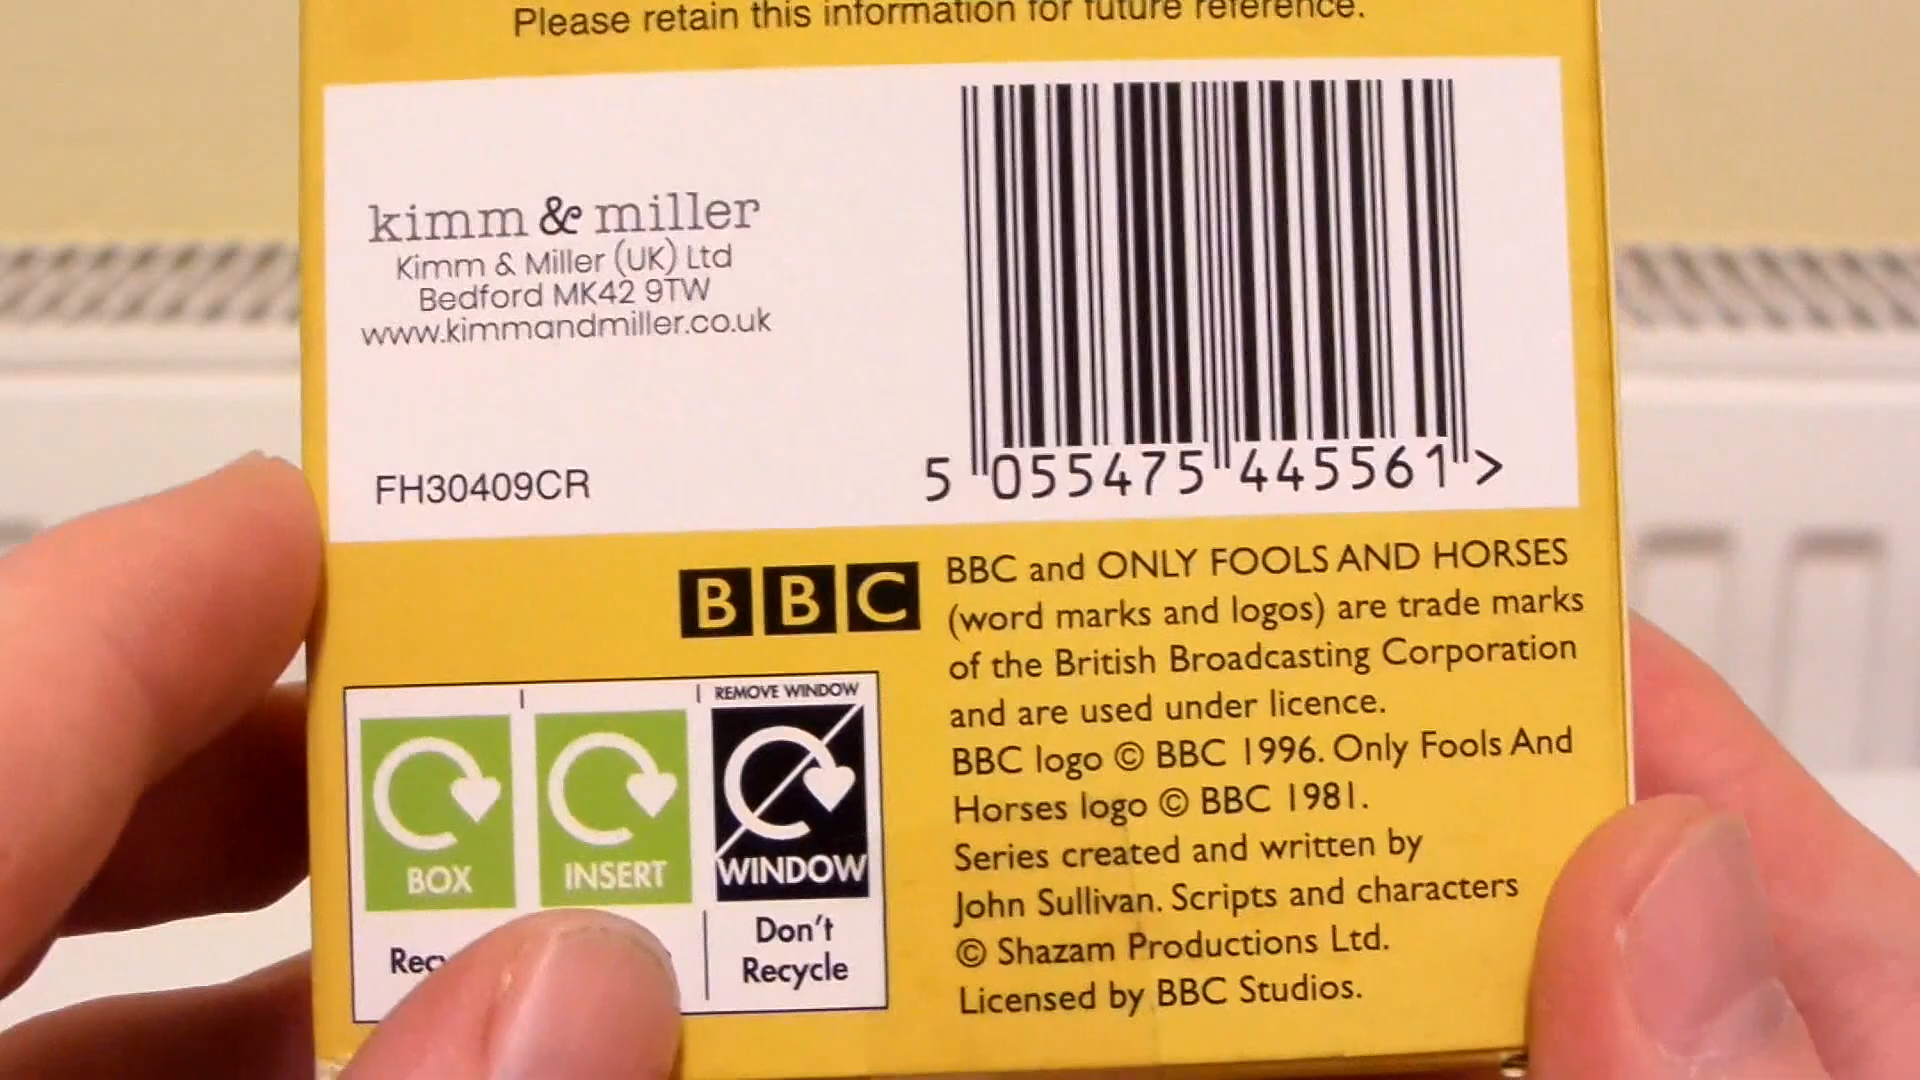 Please retain this information for future reference.
kimm & miller
Kimm & Miller (UK) Ltd
Bedford MK42 9TW
www.kimmandmiller.co.uk
FH30409CR
5 055475 445561 >
BBC
BBC and ONLY FOOLS AND HORSES
(word marks and logos) are trade marks
of the British Broadcasting Corporation
and are used under licence.
BBC logo © BBC 1996. Only Fools And
Horses logo © BBC 1981.
Series created and written by
John Sullivan. Scripts and characters
© Shazam Productions Ltd.
Licensed by BBC Studios.
REMOVE WINDOW
BOX
INSERT
WINDOW
Don't
Recycle